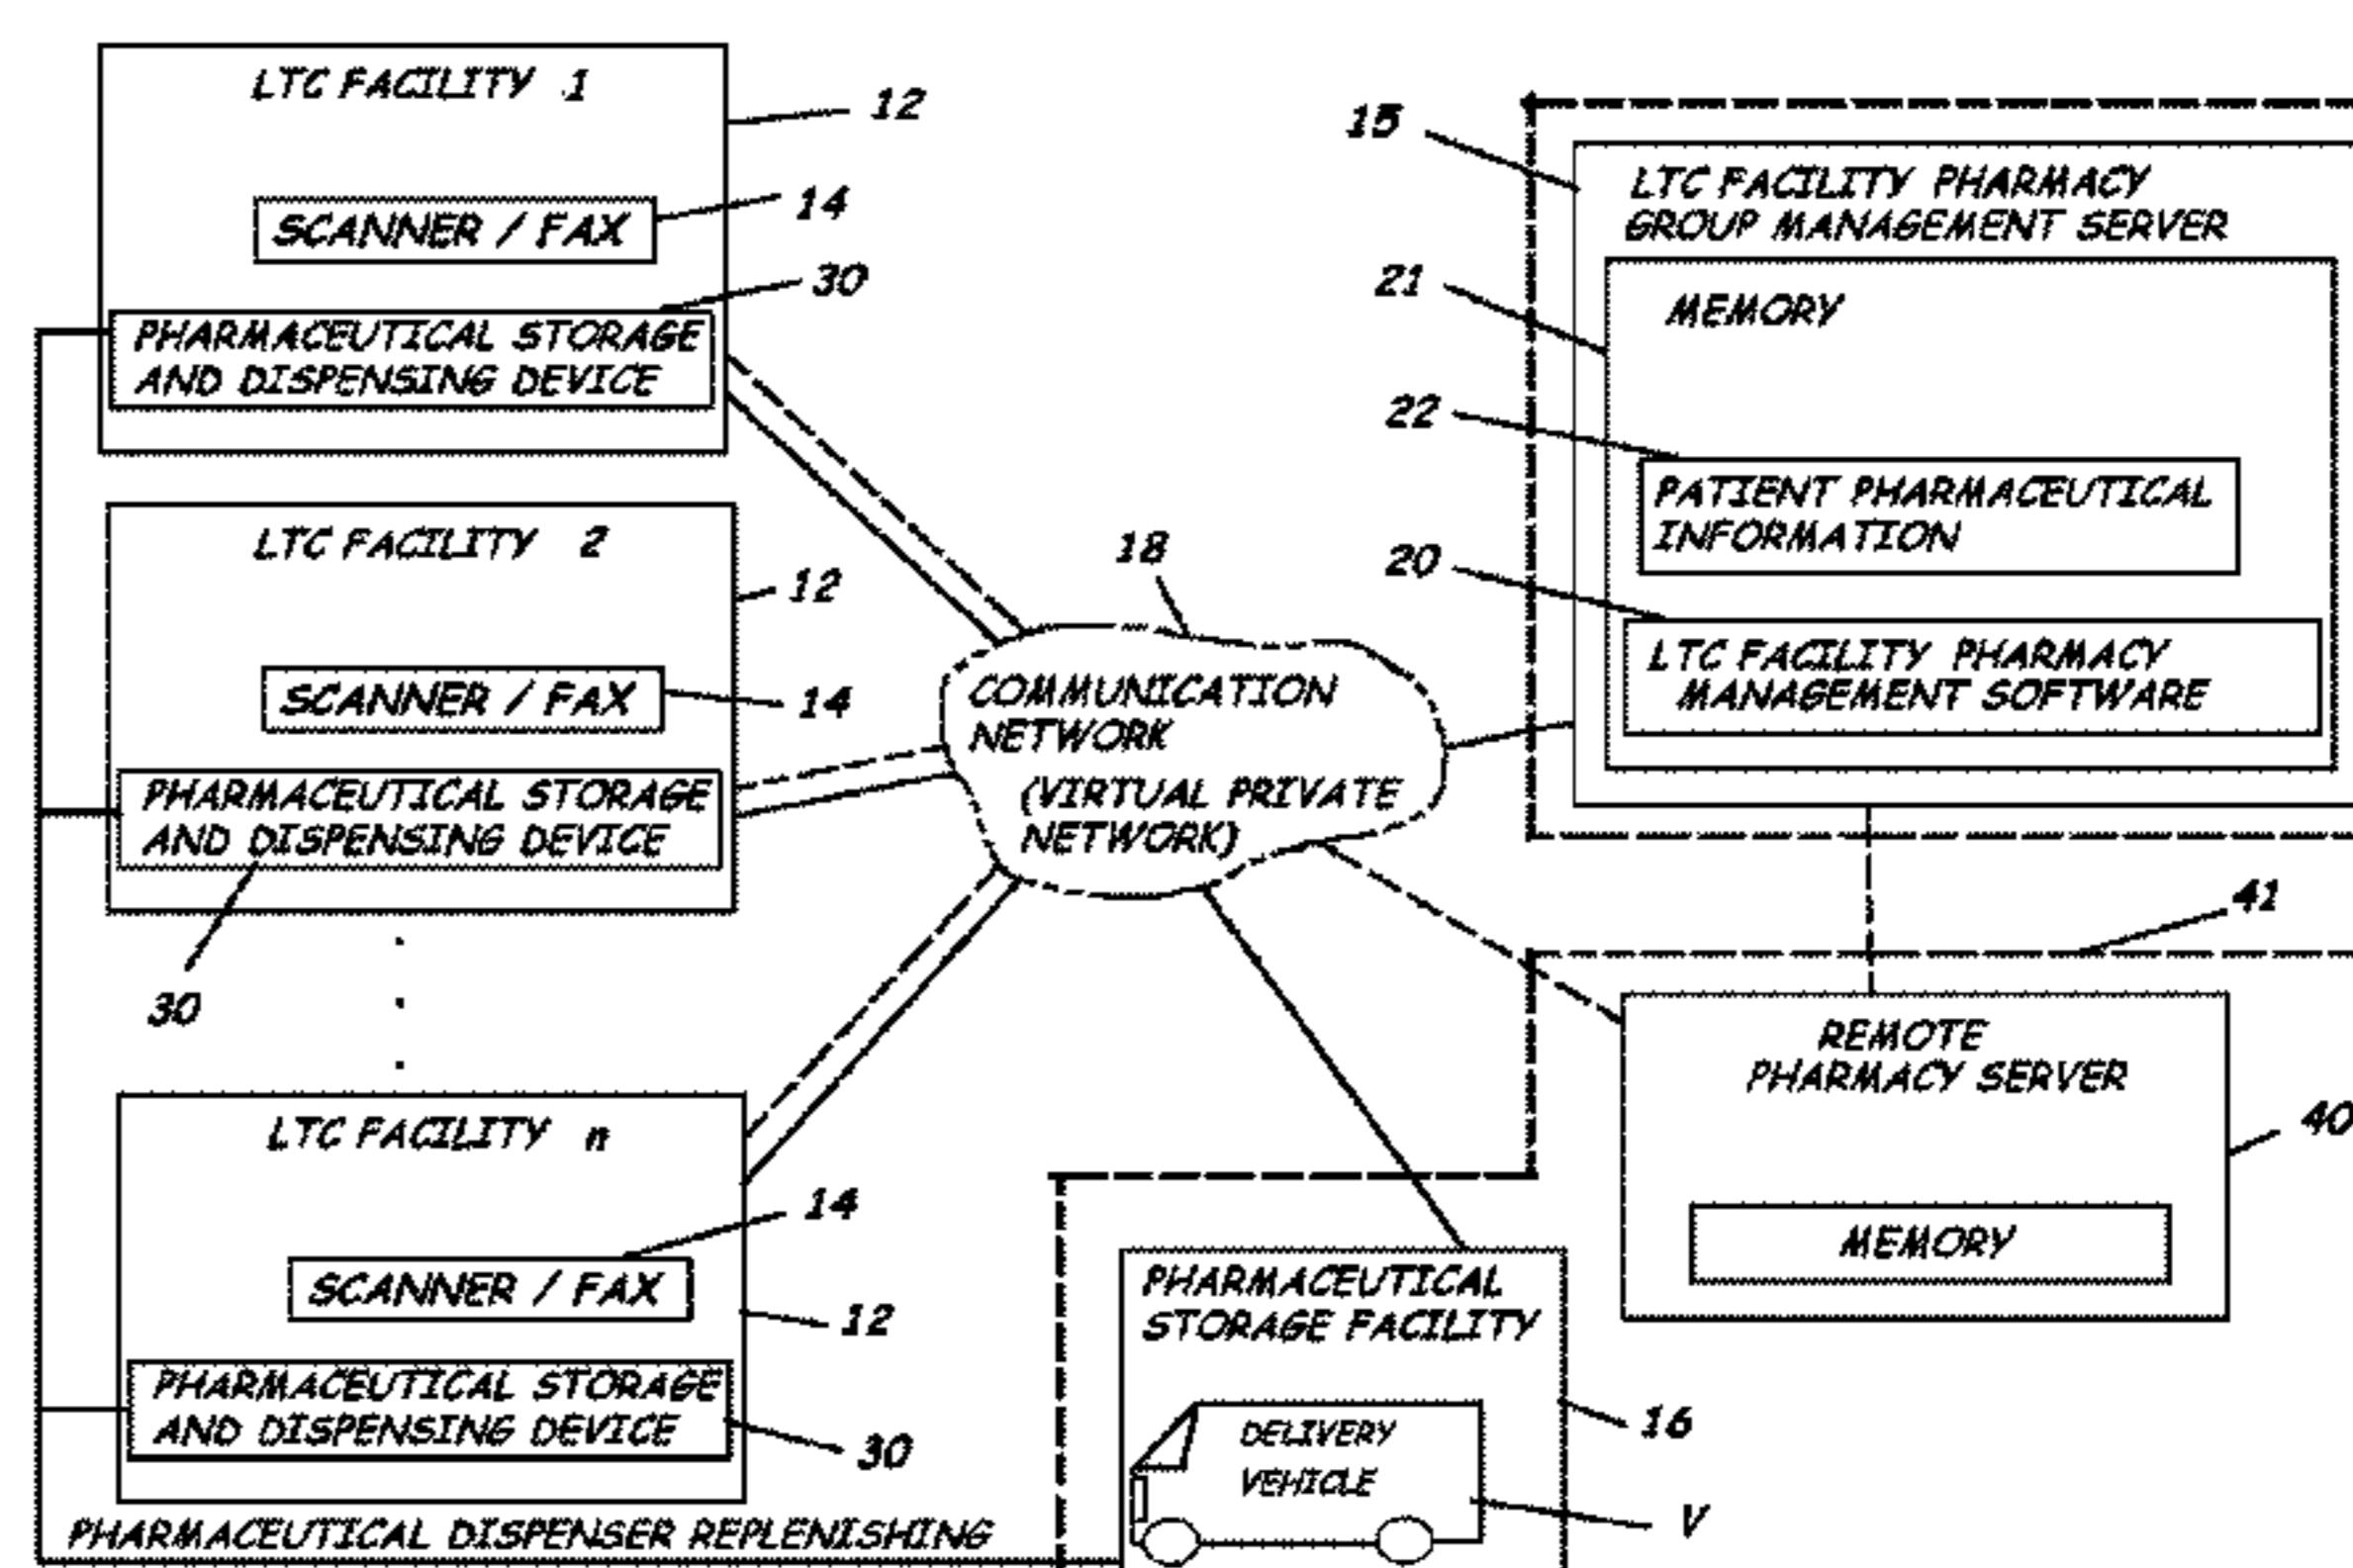 LTC FACILITY 1
12
SCANNER / FAX
14
30
PHARMACEUTICAL STORAGE
AND DISPENSING DEVICE
LTC FACILITY 2
12
SCANNER / FAX
14
PHARMACEUTICAL STORAGE
AND DISPENSING DEVICE
30
LTC FACILITY n
14
SCANNER / FAX
12
PHARMACEUTICAL STORAGE
AND DISPENSING DEVICE
30
PHARMACEUTICAL DISPENSER REPLENISHING
18
COMMUNICATION
NETWORK
(VIRTUAL PRIVATE
NETWORK)
15
LTC FACILITY PHARMACY
GROUP MANAGEMENT SERVER
21
MEMORY
22
PATIENT PHARMACEUTICAL
INFORMATION
20
LTC FACILITY PHARMACY
MANAGEMENT SOFTWARE
41
REMOTE
PHARMACY SERVER
40
MEMORY
PHARMACEUTICAL
STORAGE FACILITY
16
DELIVERY
VEHICLE
V